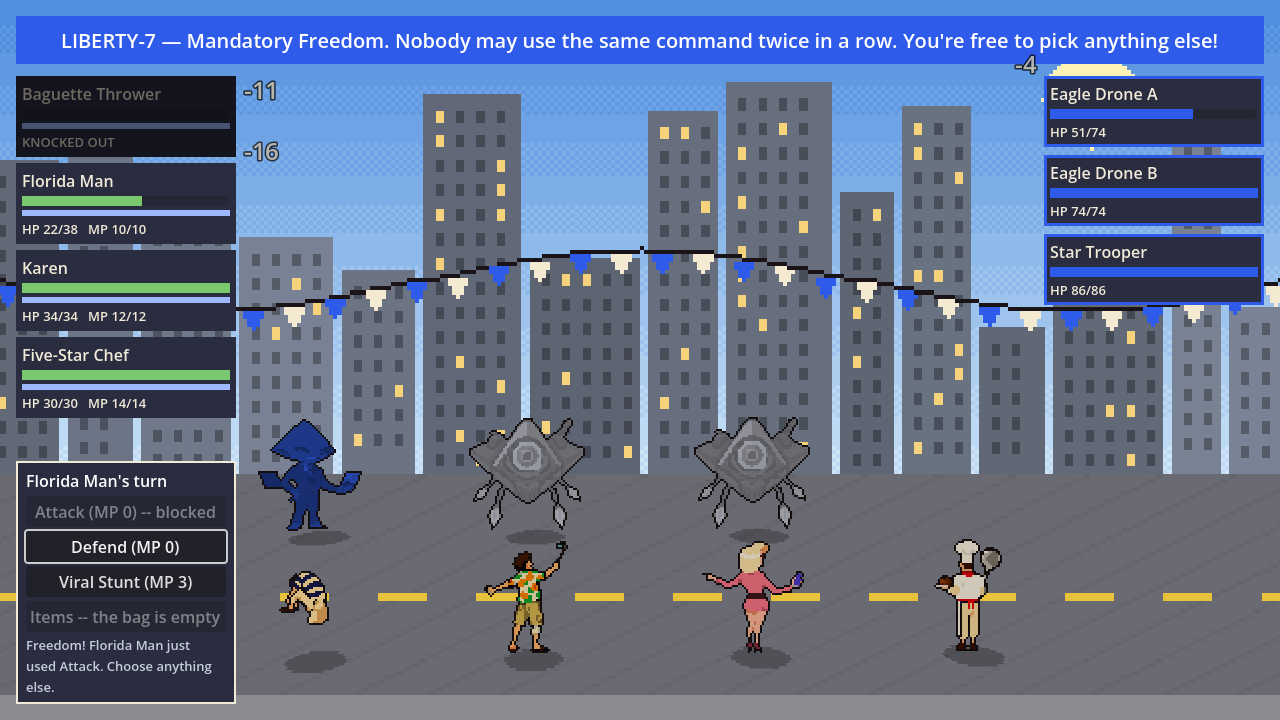 LIBERTY-7 — Mandatory Freedom. Nobody may use the same command twice in a row. You're free to pick anything else!
Baguette Thrower
KNOCKED OUT
-11
-16
Florida Man
HP 22/38 MP 10/10
Karen
HP 34/34 MP 12/12
Five-Star Chef
HP 30/30 MP 14/14
-4
Eagle Drone A
HP 51/74
Eagle Drone B
HP 74/74
Star Trooper
HP 86/86
Florida Man's turn
Attack (MP 0) -- blocked
Defend (MP 0)
Viral Stunt (MP 3)
Items -- the bag is empty
Freedom! Florida Man just
used Attack. Choose anything
else.